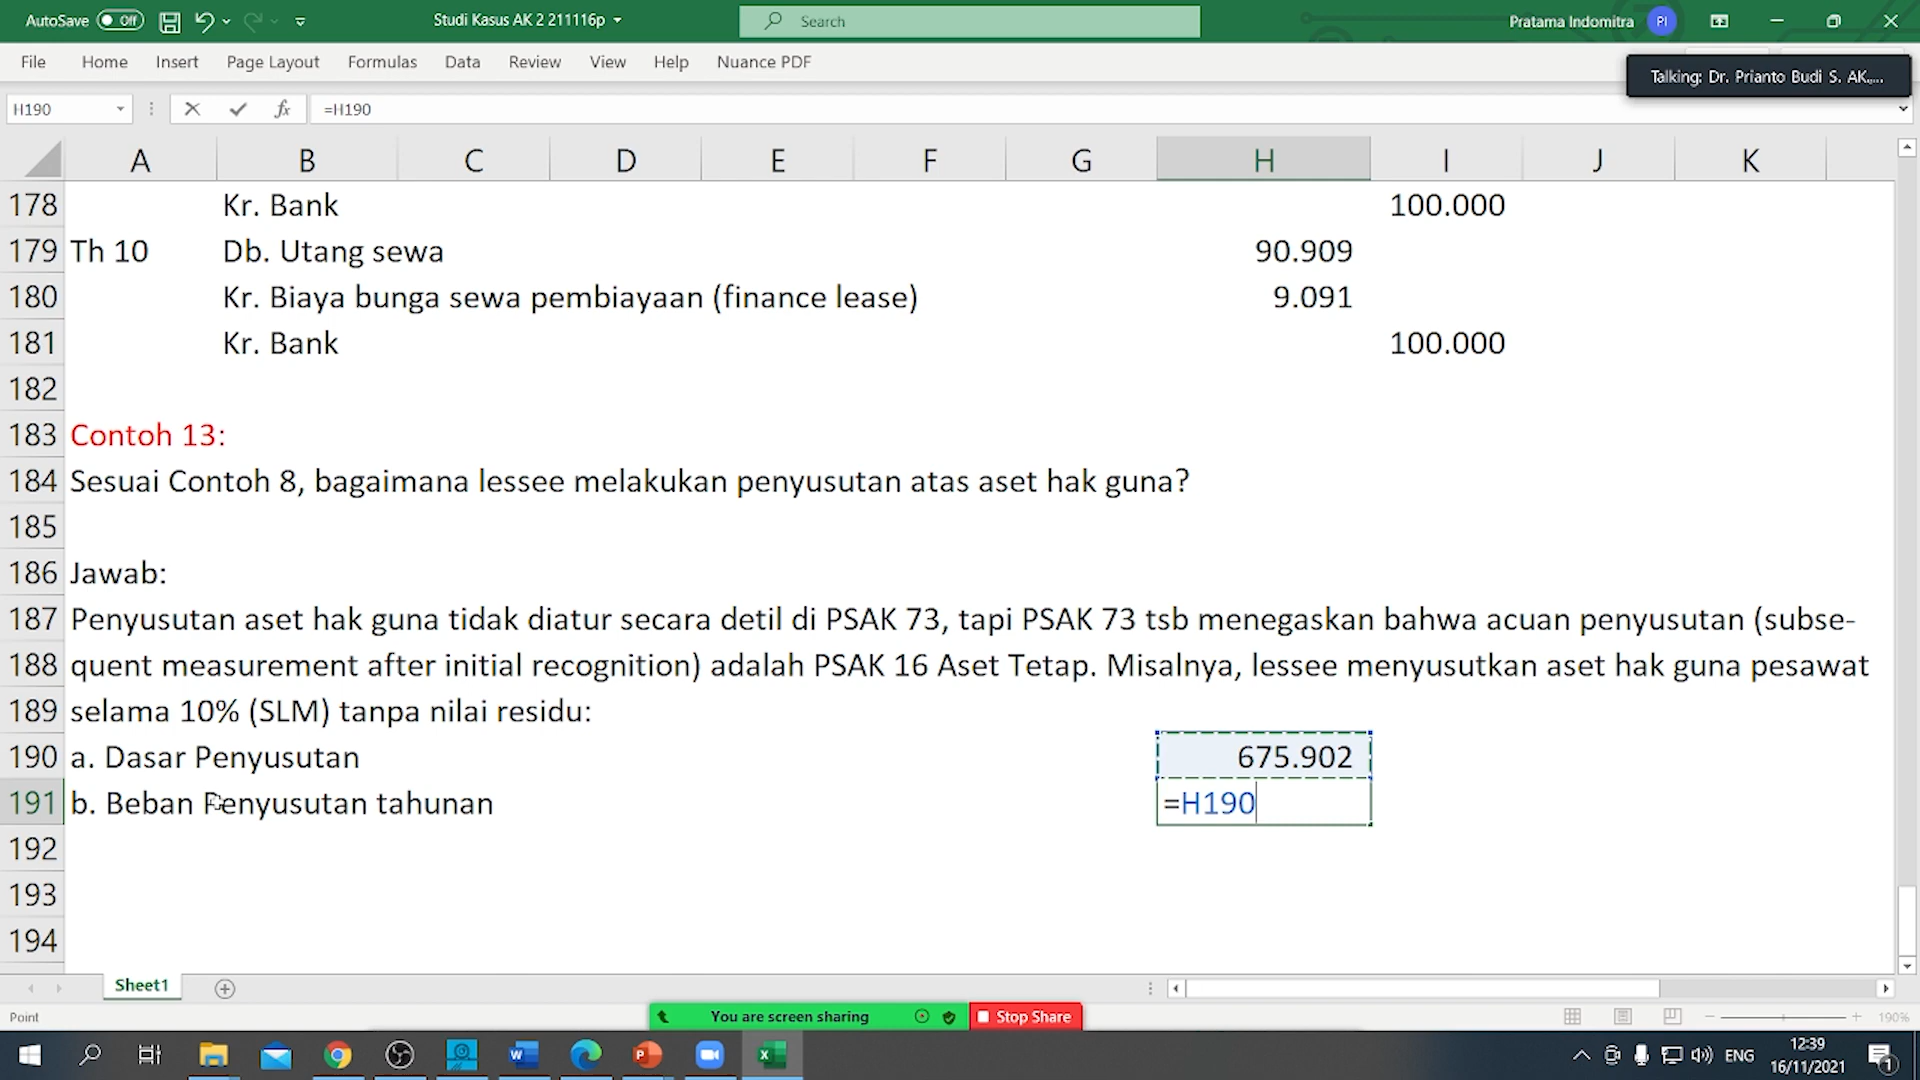 AutoSave Off
Studi Kasus AK 2 211116p
Search
Pratama Indomitra PI
File Home Insert Page Layout Formulas Data Review View Help Nuance PDF
Talking: Dr. Prianto Budi S. AK,...
H190 fx =H190
A B C D E F G H I J K
178 Kr. Bank 100.000
179 Th 10 Db. Utang sewa 90.909
180 Kr. Biaya bunga sewa pembiayaan (finance lease) 9.091
181 Kr. Bank 100.000
182
183 Contoh 13:
184 Sesuai Contoh 8, bagaimana lessee melakukan penyusutan atas aset hak guna?
185
186 Jawab:
187 Penyusutan aset hak guna tidak diatur secara detil di PSAK 73, tapi PSAK 73 tsb menegaskan bahwa acuan penyusutan (subse-
188 quent measurement after initial recognition) adalah PSAK 16 Aset Tetap. Misalnya, lessee menyusutkan aset hak guna pesawat
189 selama 10% (SLM) tanpa nilai residu:
190 a. Dasar Penyusutan 675.902
191 b. Beban Penyusutan tahunan =H190
192
193
194
Sheet1
Point
You are screen sharing Stop Share
190%
ENG
12:39
16/11/2021
1